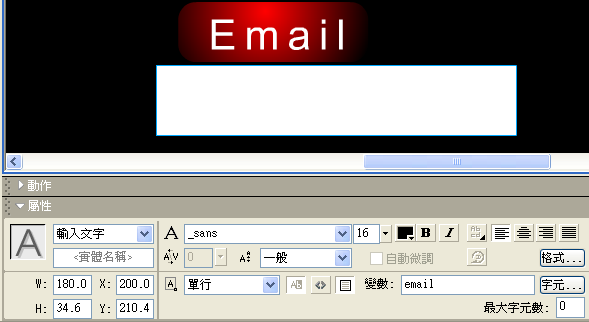 Email
動作
屬性
輸入文字 A _sans 16 B I
<實體名稱> A/V 0 一般 自動微調 格式...
W: 180.0 X: 200.0 單行 變數: email 字元...
H: 34.6 Y: 210.4 最大字元數: 0